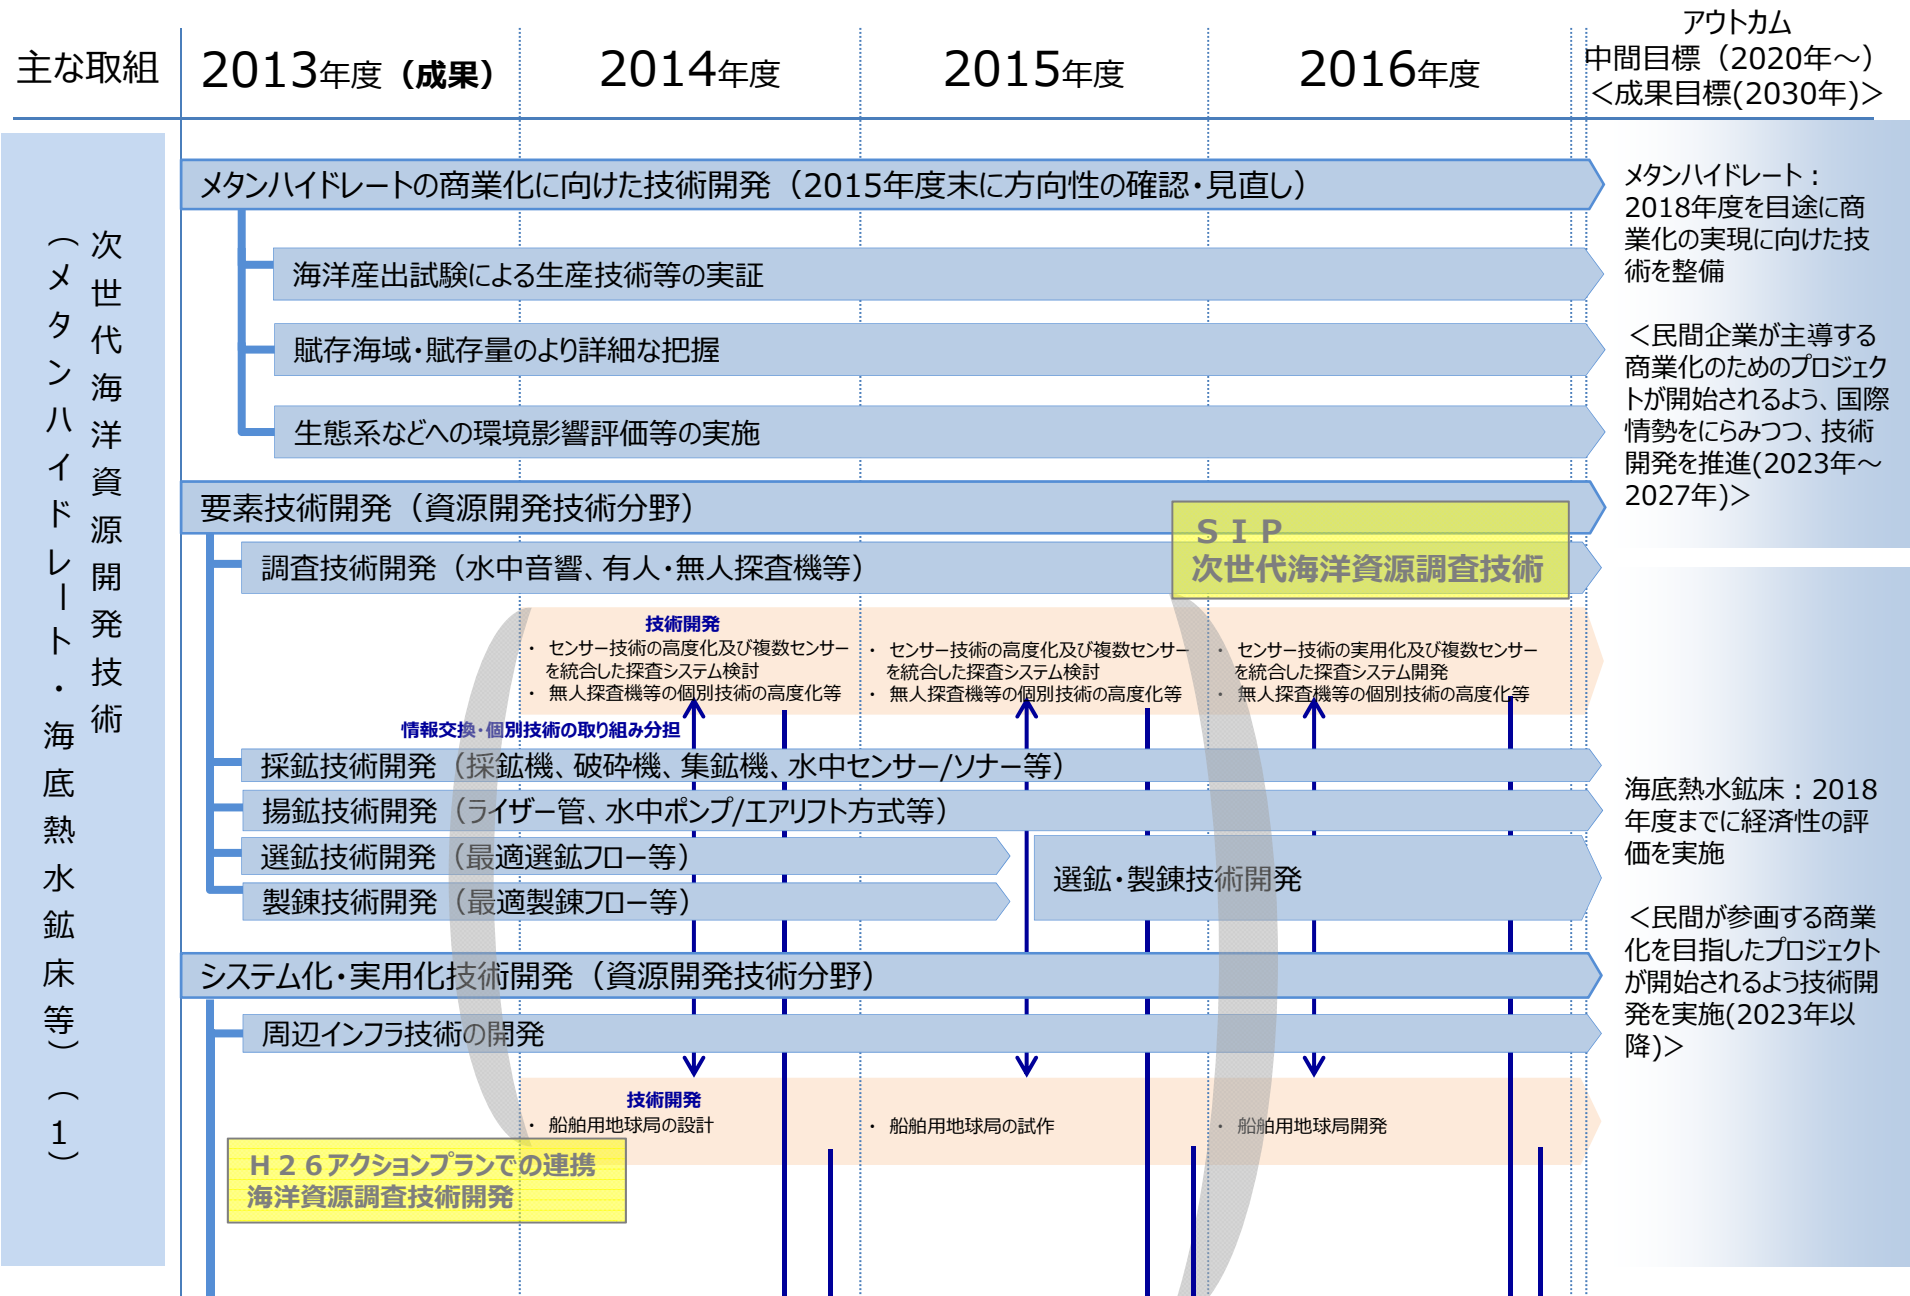 主な取組
2013年度（成果）
2014年度
2015年度
2016年度
アウトカム
中間目標（2020年～）
＜成果目標(2030年)＞
次世代海洋資源開発技術
（メタンハイドレート・海底熱水鉱床等）（1）
メタンハイドレートの商業化に向けた技術開発（2015年度末に方向性の確認・見直し）
海洋産出試験による生産技術等の実証
賦存海域・賦存量のより詳細な把握
生態系などへの環境影響評価等の実施
要素技術開発（資源開発技術分野）
ＳＩＰ
次世代海洋資源調査技術
調査技術開発（水中音響、有人・無人探査機等）
技術開発
・ センサー技術の高度化及び複数センサー
を統合した探査システム検討
・ 無人探査機等の個別技術の高度化等
・ センサー技術の高度化及び複数センサー
を統合した探査システム検討
・ 無人探査機等の個別技術の高度化等
・ センサー技術の実用化及び複数センサー
を統合した探査システム開発
・ 無人探査機等の個別技術の高度化等
情報交換・個別技術の取り組み分担
採鉱技術開発（採鉱機、破砕機、集鉱機、水中センサー/ソナー等）
揚鉱技術開発（ライザー管、水中ポンプ/エアリフト方式等）
選鉱技術開発（最適選鉱フロー等）
製錬技術開発（最適製錬フロー等）
選鉱・製錬技術開発
システム化・実用化技術開発（資源開発技術分野）
周辺インフラ技術の開発
技術開発
・ 船舶用地球局の設計
・ 船舶用地球局の試作
・ 船舶用地球局開発
Ｈ２６アクションプランでの連携
海洋資源調査技術開発
メタンハイドレート：
2018年度を目途に商
業化の実現に向けた技
術を整備
＜民間企業が主導する
商業化のためのプロジェク
トが開始されるよう、国際
情勢をにらみつつ、技術
開発を推進(2023年～
2027年)＞
海底熱水鉱床：2018
年度までに経済性の評
価を実施
＜民間が参画する商業
化を目指したプロジェクト
が開始されるよう技術開
発を実施(2023年以
降)＞